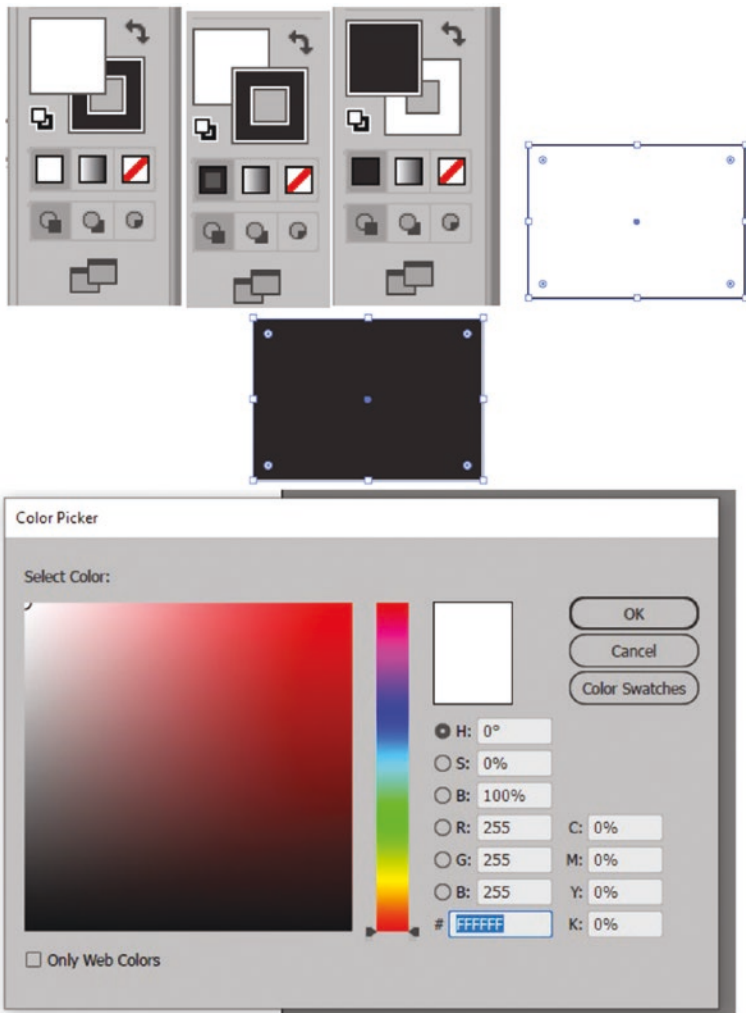 Color Picker
Select Color:
OK
Cancel
Color Swatches
H: 0°
S: 0%
B: 100%
R: 255 C: 0%
G: 255 M: 0%
B: 255 Y: 0%
# FFFFFF K: 0%
Only Web Colors